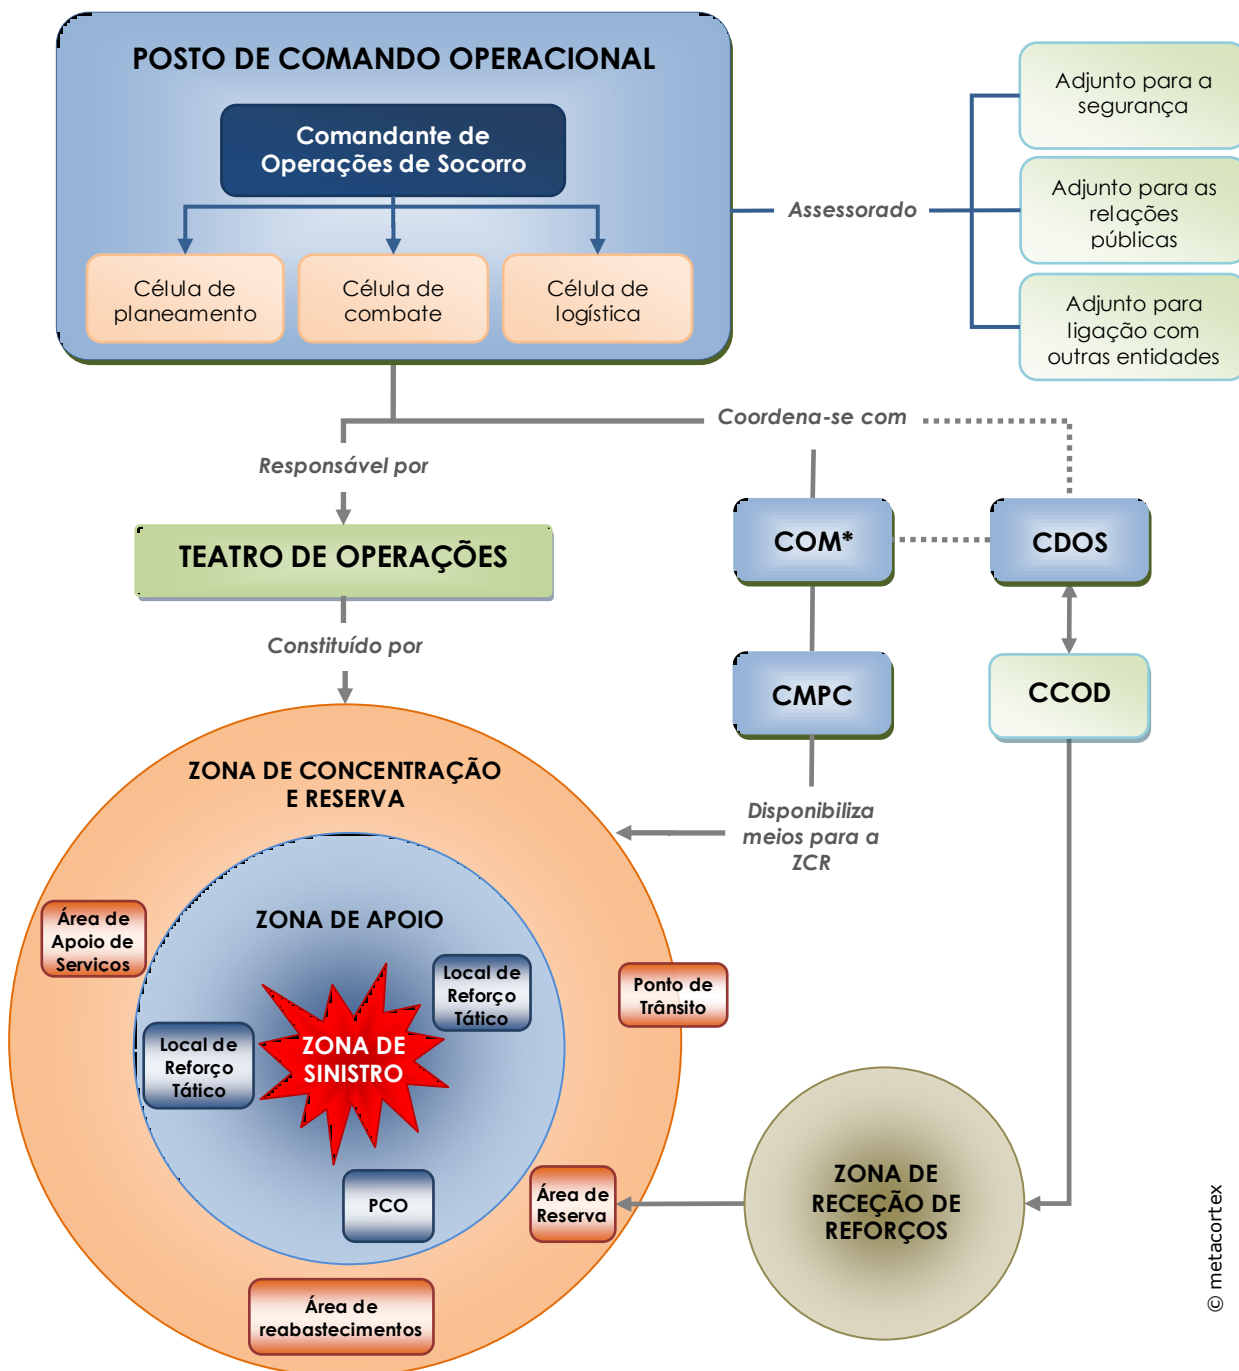 POSTO DE COMANDO OPERACIONAL
Comandante de
Operações de Socorro
Célula de
planeamento
Célula de
combate
Célula de
logística
Assessorado
Adjunto para a
segurança
Adjunto para as
relações
públicas
Adjunto para
ligação com
outras entidades
Coordena-se com
Responsável por
TEATRO DE OPERAÇÕES
COM*
CDOS
Constituído por
CMPC
CCOD
Disponibiliza
meios para a
ZCR
ZONA DE CONCENTRAÇÃO
E RESERVA
ZONA DE APOIO
Área de
Apoio de
Servicos
Local de
Reforço
Tático
Ponto de
Trânsito
Local de
Reforço
Tático
ZONA DE
SINISTRO
PCO
Área de
Reserva
ZONA DE
RECEÇÃO DE
REFORÇOS
Área de
reabastecimentos
© metacortex